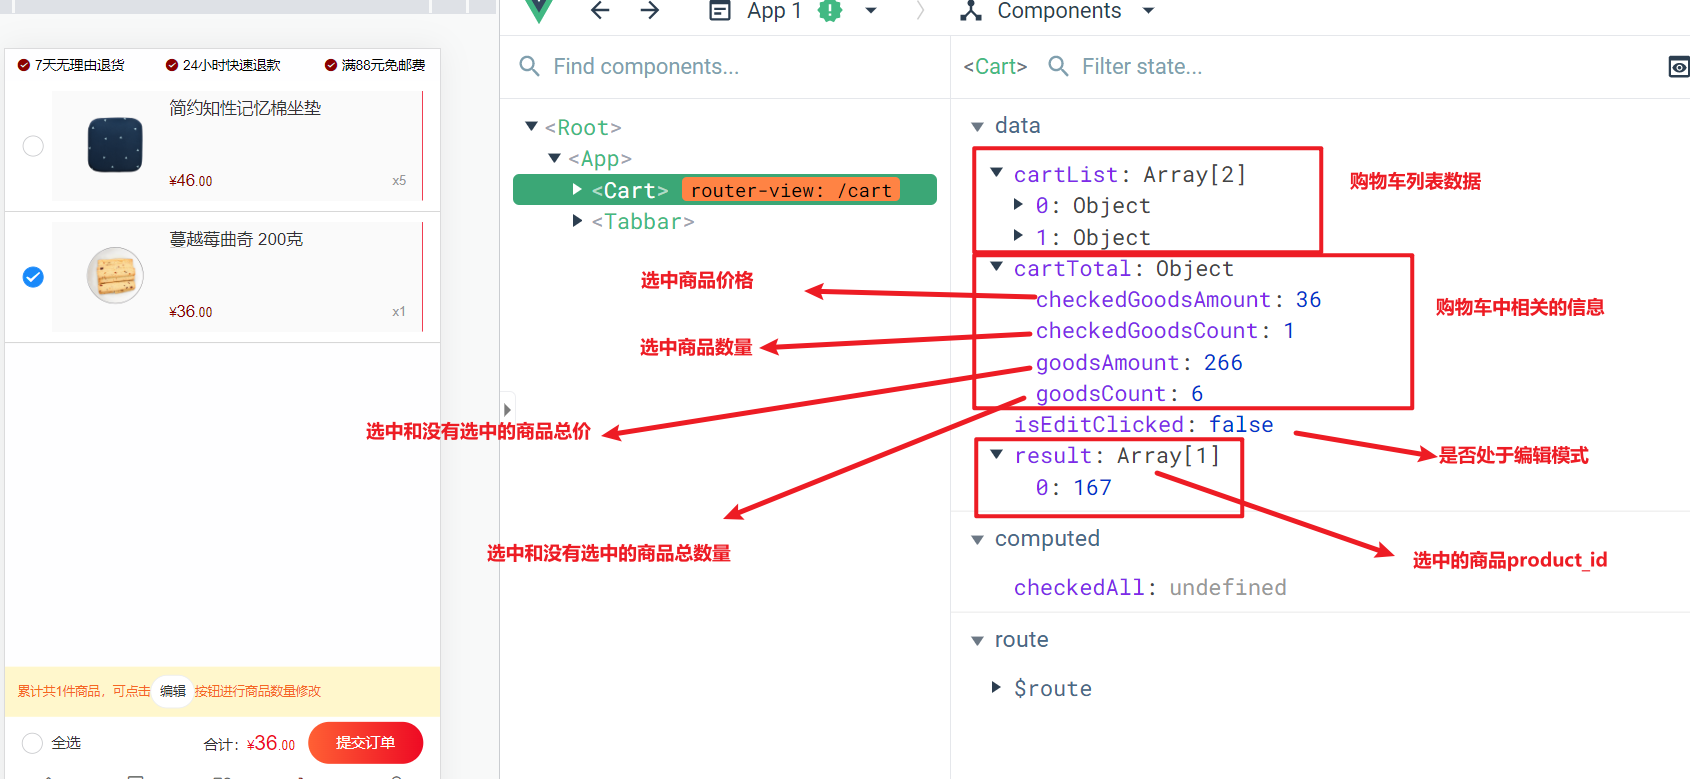 App 1
Components
7天无理由退货
24小时快速退款
满88元免邮费
Find components...
<Cart>
Filter state...
简约知性记忆棉坐垫
¥46.00
x5
蔓越莓曲奇 200克
¥36.00
x1
<Root>
<App>
<Cart> router-view: /cart
<Tabbar>
data
cartList: Array[2]
0: Object
1: Object
购物车列表数据
cartTotal: Object
checkedGoodsAmount: 36
checkedGoodsCount: 1
goodsAmount: 266
goodsCount: 6
购物车中相关的信息
选中商品价格
选中商品数量
选中和没有选中的商品总价
选中和没有选中的商品总数量
isEditClicked: false
是否处于编辑模式
result: Array[1]
0: 167
选中的商品product_id
computed
checkedAll: undefined
route
$route
累计共1件商品，可点击 编辑 按钮进行商品数量修改
全选
合计：¥36.00
提交订单